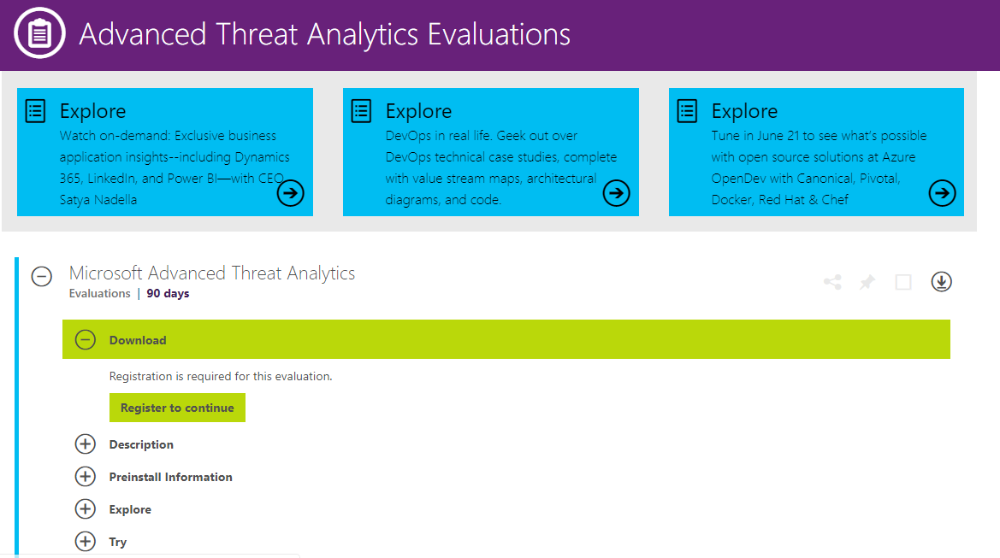 Advanced Threat Analytics Evaluations
Explore
Watch on-demand: Exclusive business
application insights--including Dynamics
365, LinkedIn, and Power BI—with CEO
Satya Nadella
Explore
DevOps in real life. Geek out over
DevOps technical case studies, complete
with value stream maps, architectural
diagrams, and code.
Explore
Tune in June 21 to see what's possible
with open source solutions at Azure
OpenDev with Canonical, Pivotal,
Docker, Red Hat & Chef
Microsoft Advanced Threat Analytics
Evaluations | 90 days
Download
Registration is required for this evaluation.
Register to continue
Description
Preinstall Information
Explore
Try